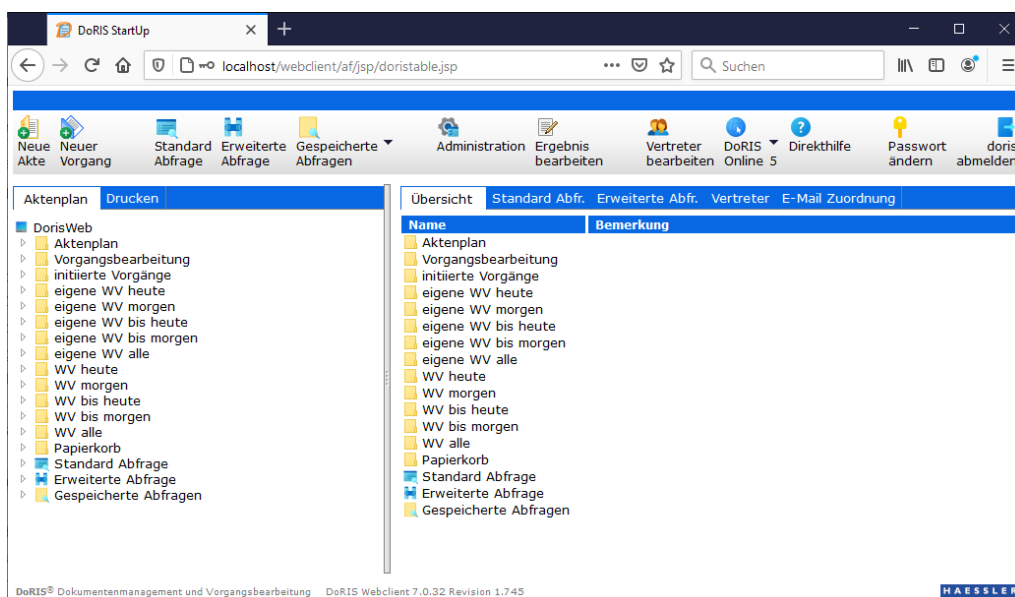 DoRIS StartUp
localhost/webclient/af/jsp/doristable.jsp
Suchen
Neue Akte
Neuer Vorgang
Standard Abfrage
Erweiterte Abfrage
Gespeicherte Abfragen
Administration
Ergebnis bearbeiten
Vertreter bearbeiten
DoRIS Online 5
Direkthilfe
Passwort ändern
doris abmelden
Aktenplan Drucken
DorisWeb
Aktenplan
Vorgangsbearbeitung
initiierte Vorgänge
eigene WV heute
eigene WV morgen
eigene WV bis heute
eigene WV bis morgen
eigene WV alle
WV heute
WV morgen
WV bis heute
WV bis morgen
WV alle
Papierkorb
Standard Abfrage
Erweiterte Abfrage
Gespeicherte Abfragen
Übersicht Standard Abfr. Erweiterte Abfr. Vertreter E-Mail Zuordnung
Name Bemerkung
Aktenplan
Vorgangsbearbeitung
initiierte Vorgänge
eigene WV heute
eigene WV morgen
eigene WV bis heute
eigene WV bis morgen
eigene WV alle
WV heute
WV morgen
WV bis heute
WV bis morgen
WV alle
Papierkorb
Standard Abfrage
Erweiterte Abfrage
Gespeicherte Abfragen
DoRIS® Dokumentenmanagement und Vorgangsbearbeitung DoRIS Webclient 7.0.32 Revision 1.745
HAESSLER